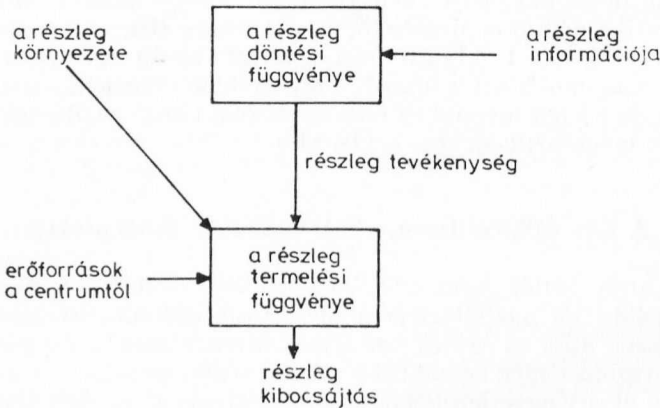 a részleg
környezete
a részleg
döntési
függvénye
a részleg
információja
részleg tevékenység
erőforrások
a centrumtól
a részleg
termelési
függvénye
részleg
kibocsájtás